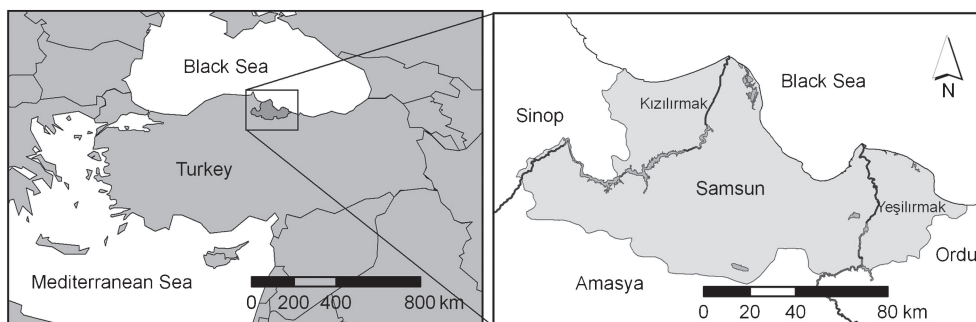 Black Sea
Turkey
Mediterranean Sea
0 200 400 800 km
Black Sea
N
Kızılırmak
Sinop
Samsun
Yeşilırmak
Ordu
Amasya
0 20 40 80 km